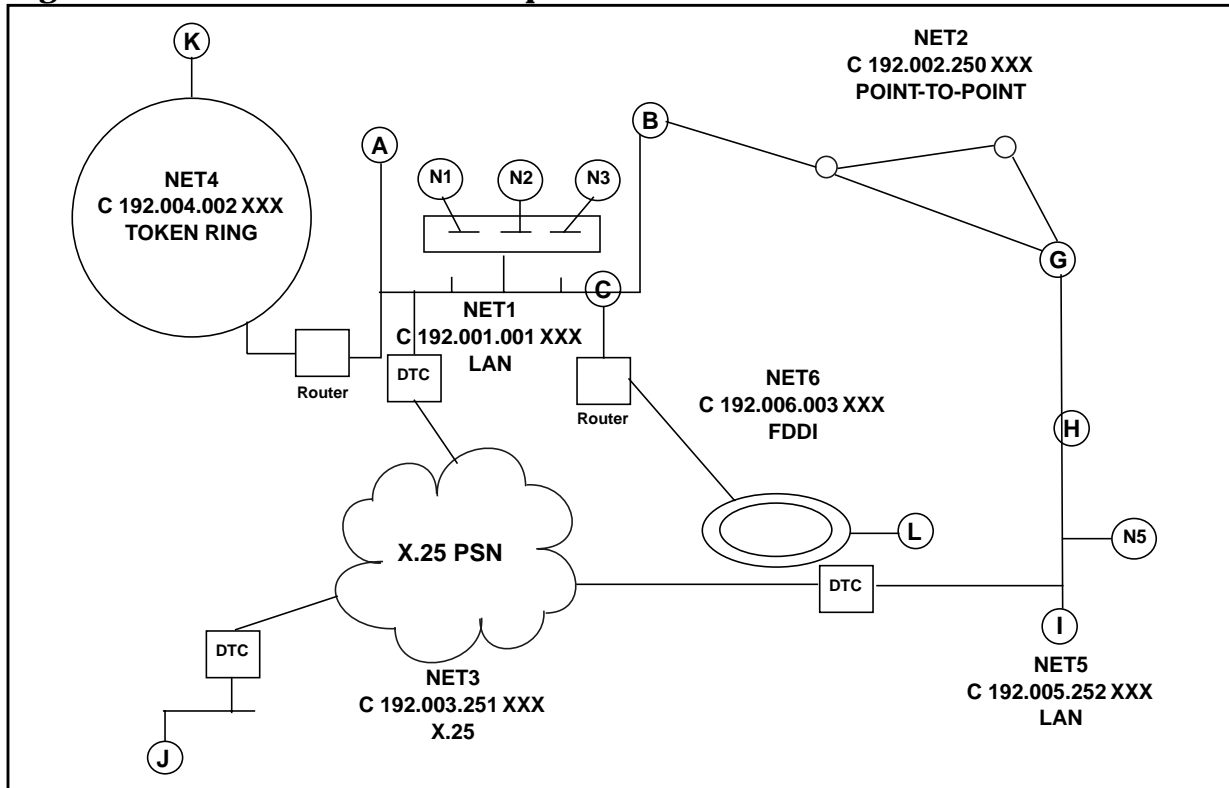 K
NET2
C 192.002.250 XXX
POINT-TO-POINT
B
A
N1
N2
N3
NET4
C 192.004.002 XXX
TOKEN RING
G
C
NET1
C 192.001.001 XXX
LAN
Router
DTC
NET6
C 192.006.003 XXX
FDDI
Router
H
L
N5
X.25 PSN
DTC
I
DTC
NET3
C 192.003.251 XXX
X.25
NET5
C 192.005.252 XXX
LAN
J